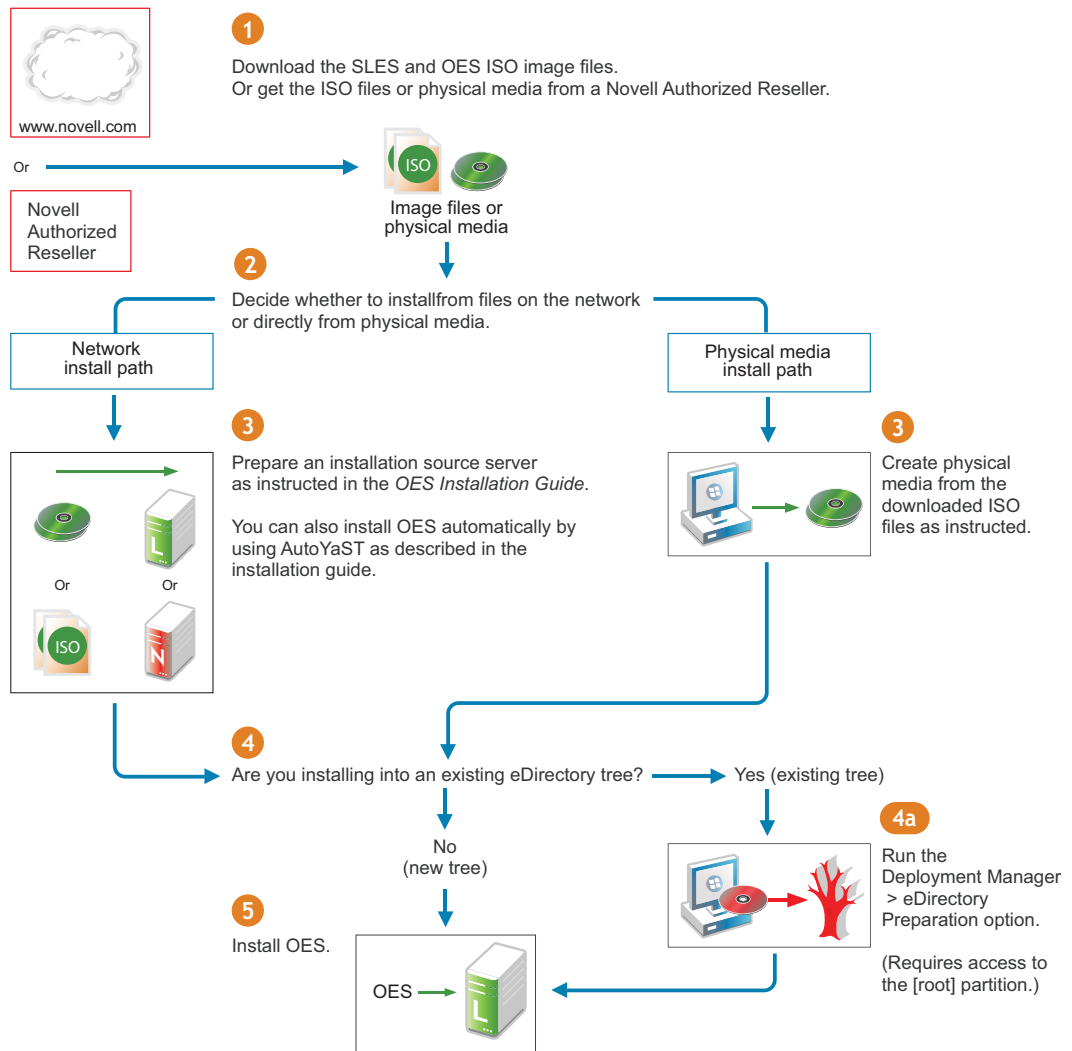 1
Download the SLES and OES ISO image files.
Or get the ISO files or physical media from a Novell Authorized Reseller.
www.novell.com
Or
Novell
Authorized
Reseller
ISO
Image files or
physical media
2
Decide whether to installfrom files on the network
or directly from physical media.
Network
install path
Physical media
install path
3
Prepare an installation source server
as instructed in the OES Installation Guide.
You can also install OES automatically by
using AutoYaST as described in the
installation guide.
L
Or
Or
ISO
N
3
Create physical
media from the
downloaded ISO
files as instructed.
4
Are you installing into an existing eDirectory tree?
Yes (existing tree)
No
(new tree)
4a
Run the
Deployment Manager
> eDirectory
Preparation option.
(Requires access to
the [root] partition.)
5
Install OES.
OES
L